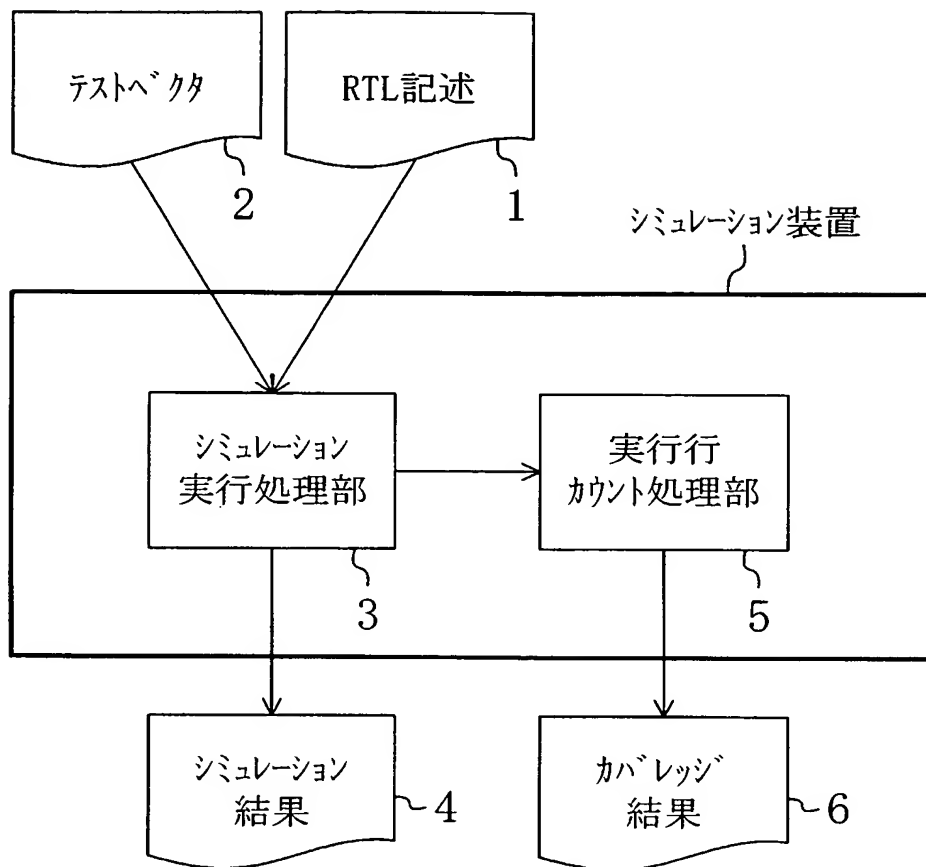 テストベクタ
RTL記述
2
1
シミュレーション装置
シミュレーション
実行処理部
実行行
カウント処理部
3
5
シミュレーション
結果
カバレッジ
結果
4
6